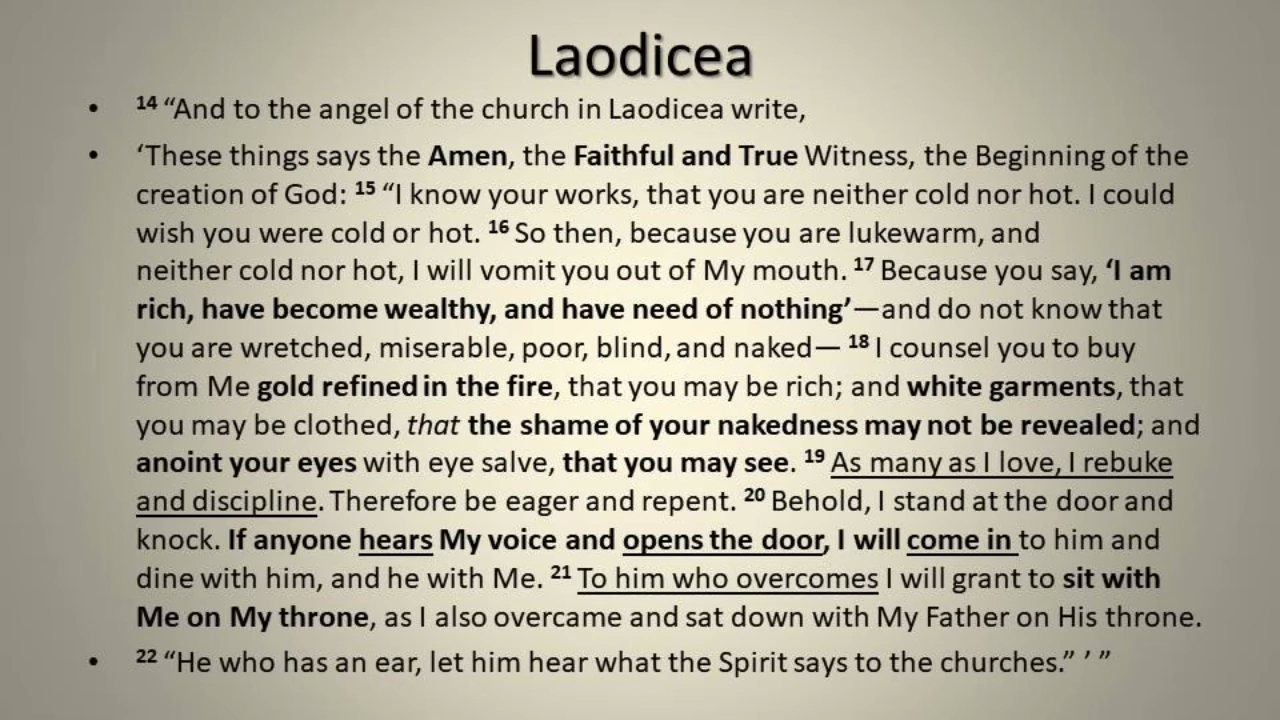 Laodicea
• 14 “And to the angel of the church in Laodicea write,
• ‘These things says the Amen, the Faithful and True Witness, the Beginning of the
creation of God: 15 “I know your works, that you are neither cold nor hot. I could
wish you were cold or hot. 16 So then, because you are lukewarm, and
neither cold nor hot, I will vomit you out of My mouth. 17 Because you say, ‘I am
rich, have become wealthy, and have need of nothing’—and do not know that
you are wretched, miserable, poor, blind, and naked— 18 I counsel you to buy
from Me gold refined in the fire, that you may be rich; and white garments, that
you may be clothed, that the shame of your nakedness may not be revealed; and
anoint your eyes with eye salve, that you may see. 19 As many as I love, I rebuke
and discipline. Therefore be eager and repent. 20 Behold, I stand at the door and
knock. If anyone hears My voice and opens the door, I will come in to him and
dine with him, and he with Me. 21 To him who overcomes I will grant to sit with
Me on My throne, as I also overcame and sat down with My Father on His throne.
• 22 “He who has an ear, let him hear what the Spirit says to the churches.” ’ ”